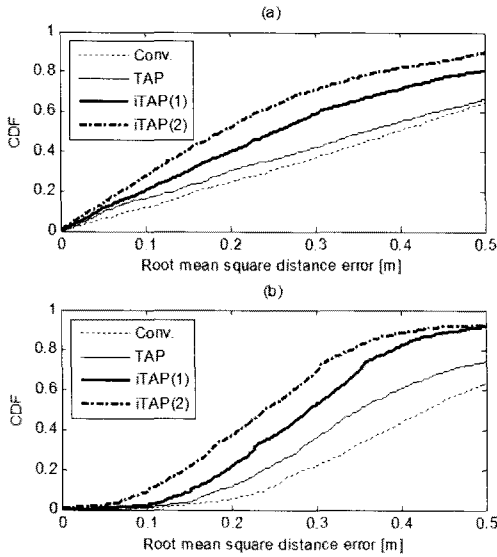 (a)
1
0.8
0.6
0.4
0.2
0
CDF
Conv.
TAP
iTAP(1)
iTAP(2)
0 0.1 0.2 0.3 0.4 0.5
Root mean square distance error [m]
(b)
1
0.8
0.6
0.4
0.2
0
CDF
Conv.
TAP
iTAP(1)
iTAP(2)
0 0.1 0.2 0.3 0.4 0.5
Root mean square distance error [m]